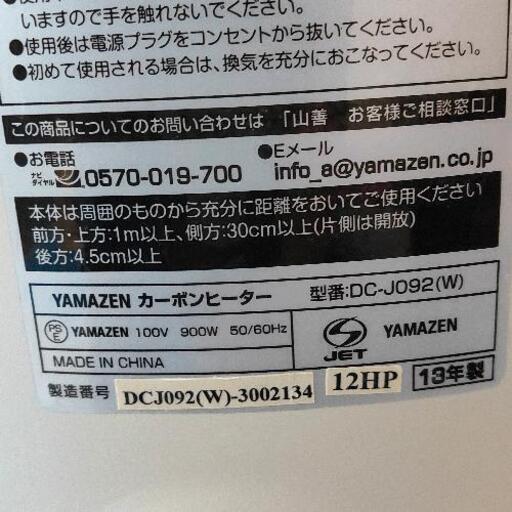 いますので手を触れないでください。
●使用後は電源プラグをコンセントから抜いてください。
●初めて使用される場合は、換気を充分におこなってください。
この商品についてのお問い合わせは 「山善 お客様ご相談窓口」
●お電話
ナビダイヤル 0570-019-700
●Eメール
info_a@yamazen.co.jp
本体は周囲のものから充分に距離をおいてご使用ください
前方・上方:1m以上、側方:30cm以上(片側は開放)
後方:4.5cm以上
YAMAZEN カーボンヒーター 型番:DC-J092(W)
PSE YAMAZEN 100V 900W 50/60Hz
JET YAMAZEN
MADE IN CHINA
製造番号 DCJ092(W)-3002134 12HP 13年製